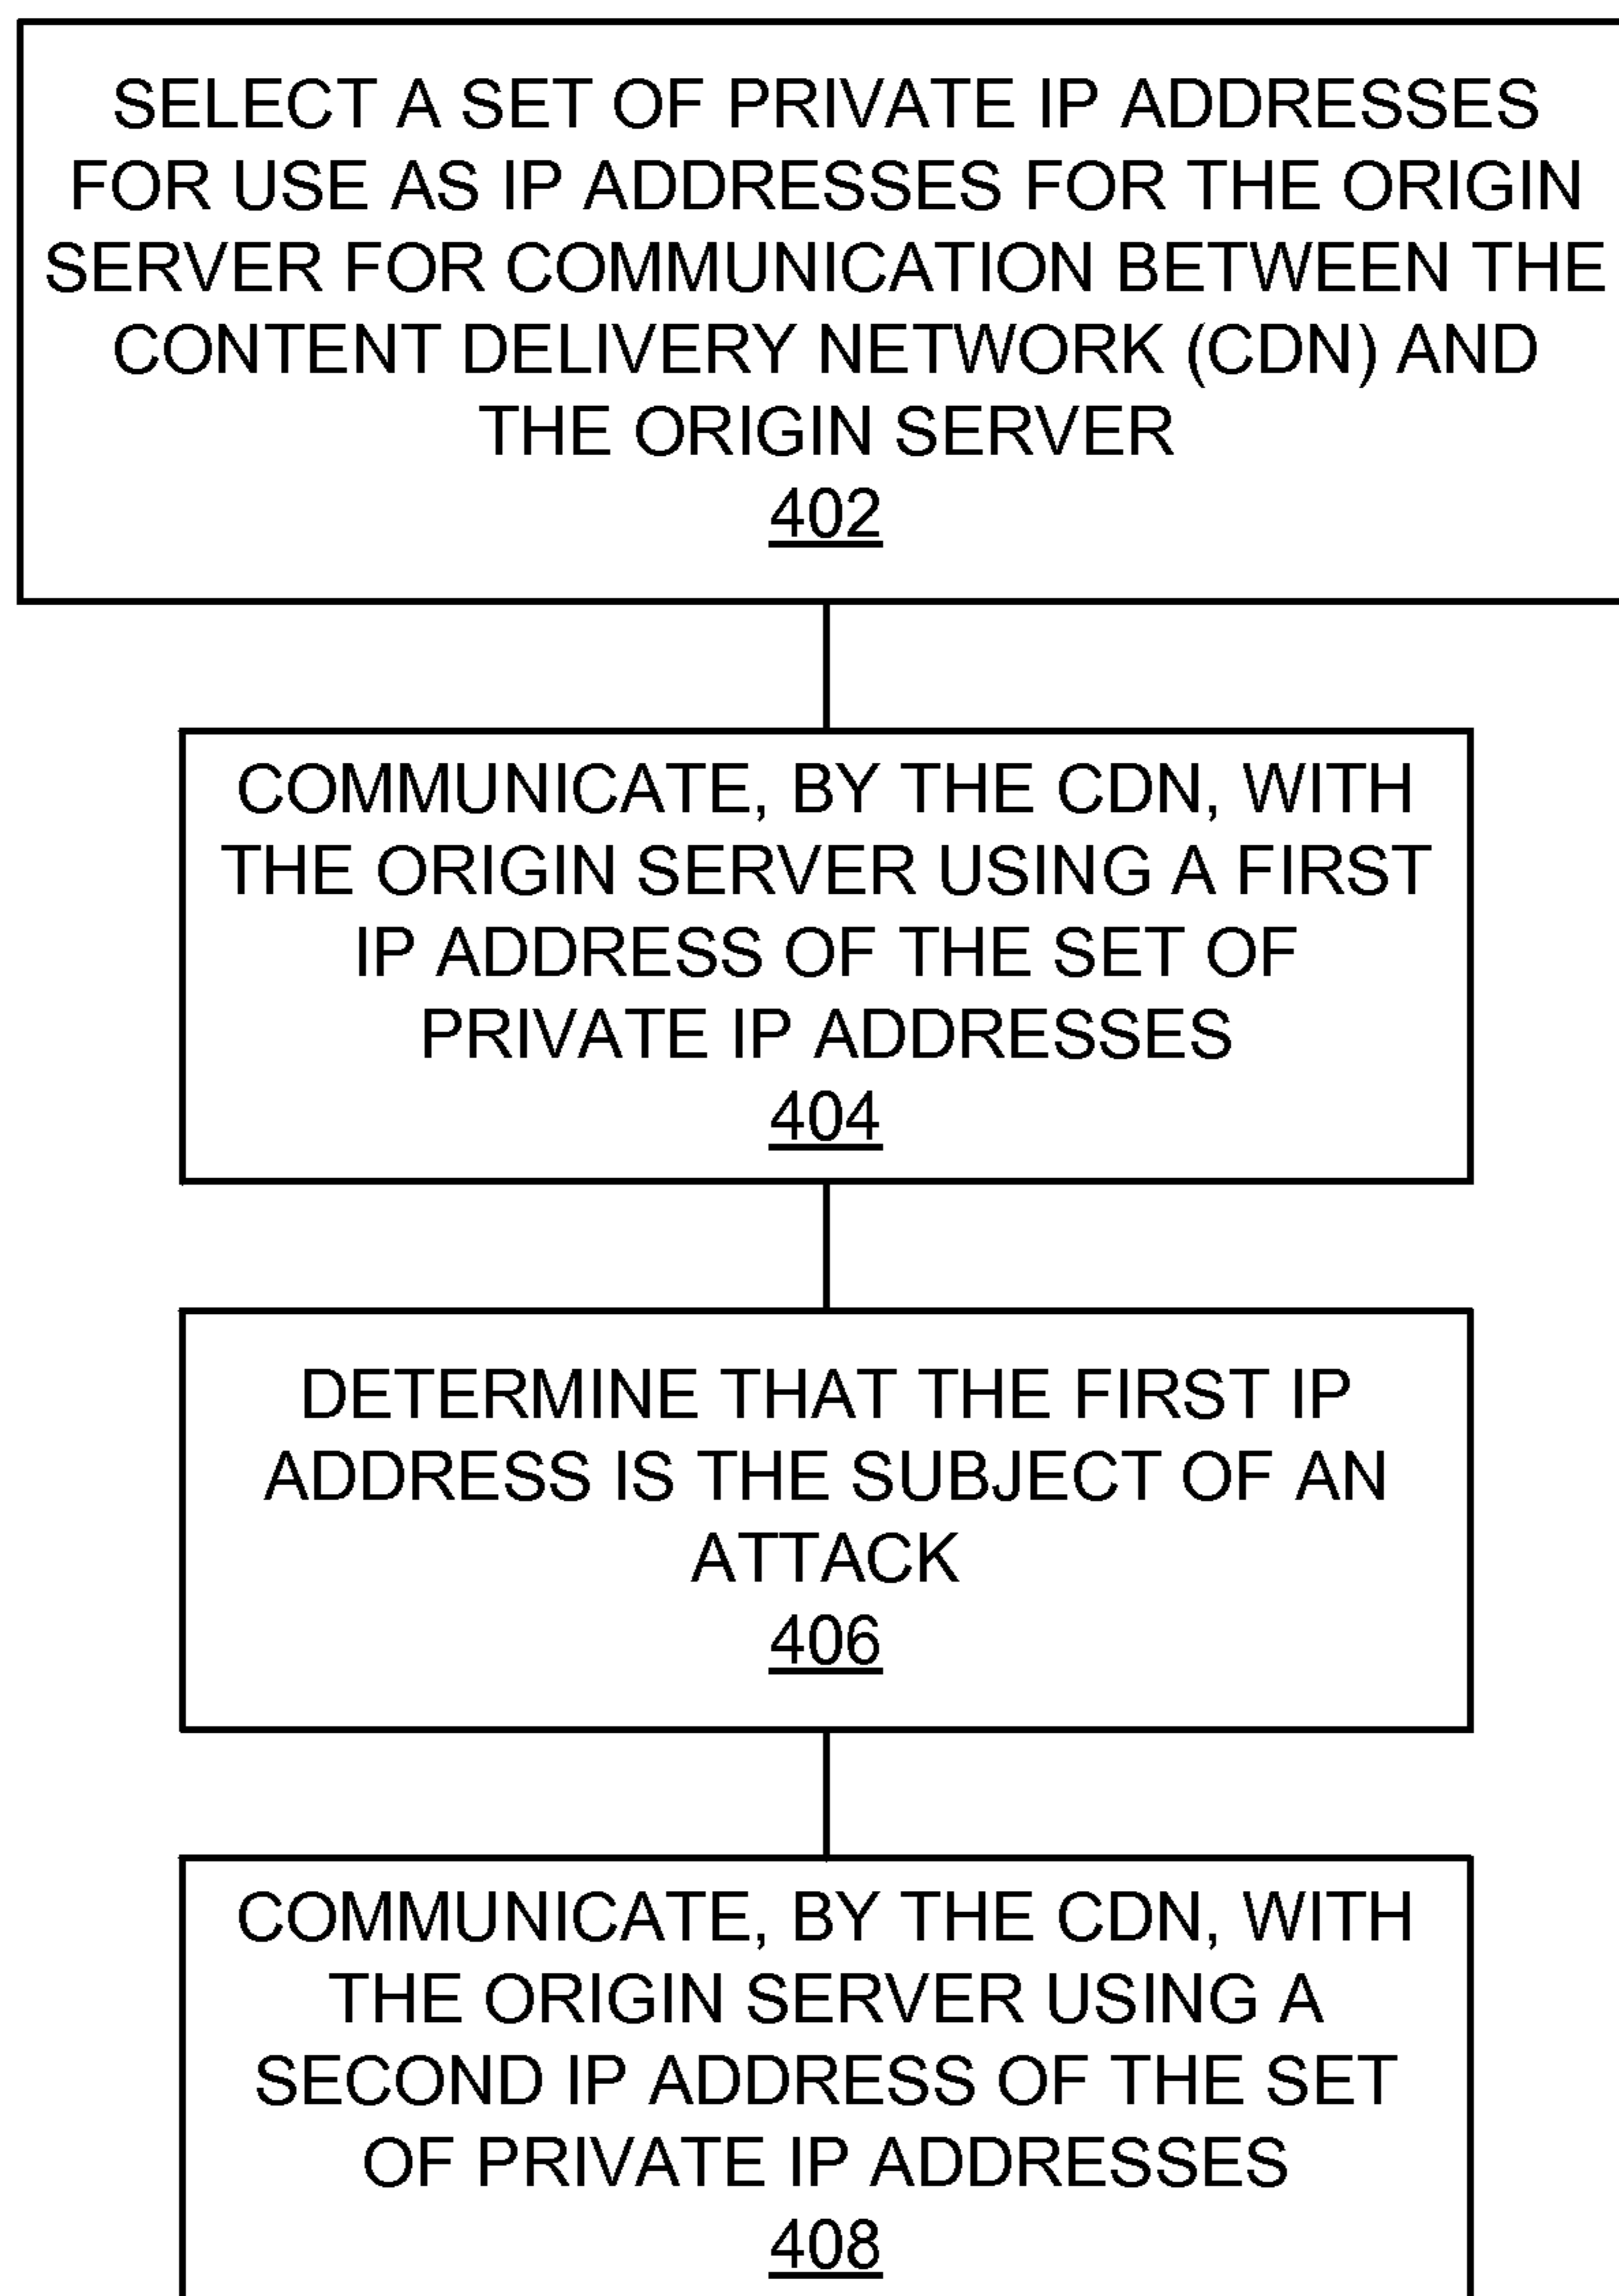 SELECT A SET OF PRIVATE IP ADDRESSES
FOR USE AS IP ADDRESSES FOR THE ORIGIN
SERVER FOR COMMUNICATION BETWEEN THE
CONTENT DELIVERY NETWORK (CDN) AND
THE ORIGIN SERVER
402
COMMUNICATE, BY THE CDN, WITH
THE ORIGIN SERVER USING A FIRST
IP ADDRESS OF THE SET OF
PRIVATE IP ADDRESSES
404
DETERMINE THAT THE FIRST IP
ADDRESS IS THE SUBJECT OF AN
ATTACK
406
COMMUNICATE, BY THE CDN, WITH
THE ORIGIN SERVER USING A
SECOND IP ADDRESS OF THE SET
OF PRIVATE IP ADDRESSES
408